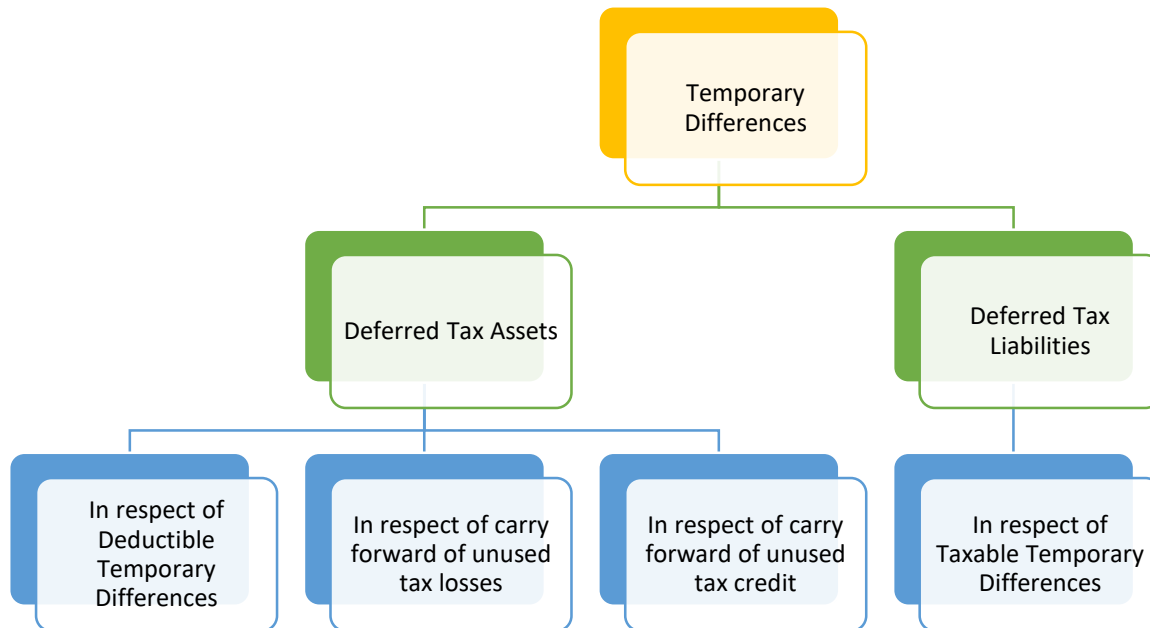 Temporary
Differences
Deferred Tax Assets
Deferred Tax
Liabilities
In respect of
Deductible
Temporary
Differences
In respect of carry
forward of unused
tax losses
In respect of carry
forward of unused
tax credit
In respect of
Taxable Temporary
Differences